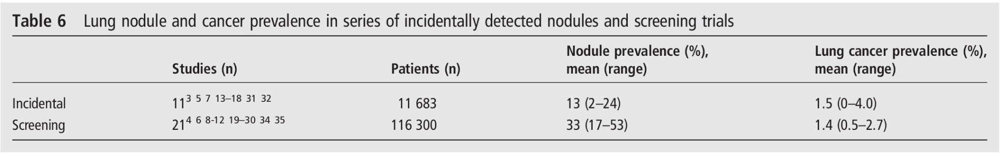 Table 6 Lung nodule and cancer prevalence in series of incidentally detected nodules and screening trials
Studies (n) Patients (n) Nodule prevalence (%), mean (range) Lung cancer prevalence (%), mean (range)
Incidental 11 3 5 7 13–18 31 32 11 683 13 (2–24) 1.5 (0–4.0)
Screening 21 4 6 8-12 19–30 34 35 116 300 33 (17–53) 1.4 (0.5–2.7)